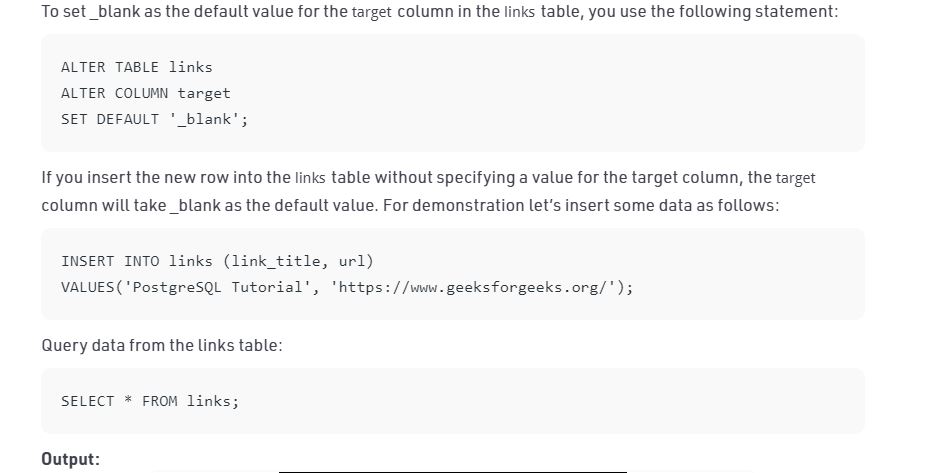 To set _blank as the default value for the target column in the links table, you use the following statement:
ALTER TABLE links
ALTER COLUMN target
SET DEFAULT '_blank';
If you insert the new row into the links table without specifying a value for the target column, the target
column will take _blank as the default value. For demonstration let’s insert some data as follows:
INSERT INTO links (link_title, url)
VALUES('PostgreSQL Tutorial', 'https://www.geeksforgeeks.org/');
Query data from the links table:
SELECT * FROM links;
Output: